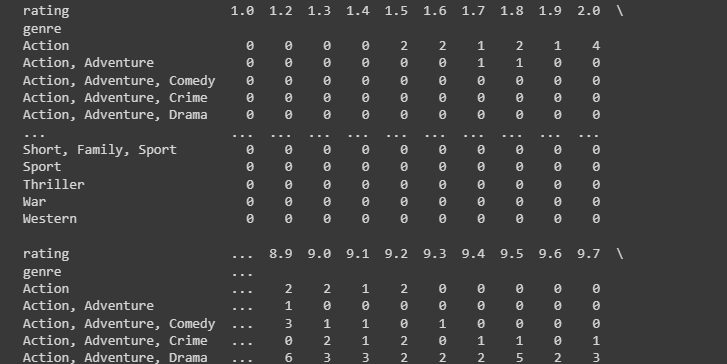 rating 1.0 1.2 1.3 1.4 1.5 1.6 1.7 1.8 1.9 2.0 \
genre
Action 0 0 0 0 2 2 1 2 1 4
Action, Adventure 0 0 0 0 0 0 1 1 0 0
Action, Adventure, Comedy 0 0 0 0 0 0 0 0 0 0
Action, Adventure, Crime 0 0 0 0 0 0 0 0 0 0
Action, Adventure, Drama 0 0 0 0 0 0 0 0 0 0
... ... ... ... ... ... ... ... ... ... ...
Short, Family, Sport 0 0 0 0 0 0 0 0 0 0
Sport 0 0 0 0 0 0 0 0 0 0
Thriller 0 0 0 0 0 0 0 0 0 0
War 0 0 0 0 0 0 0 0 0 0
Western 0 0 0 0 0 0 0 0 0 0
rating ... 8.9 9.0 9.1 9.2 9.3 9.4 9.5 9.6 9.7 \
genre ...
Action ... 2 2 1 2 0 0 0 0 0
Action, Adventure ... 1 0 0 0 0 0 0 0 0
Action, Adventure, Comedy ... 3 1 1 0 1 0 0 0 0
Action, Adventure, Crime ... 0 2 1 2 0 1 1 0 1
Action, Adventure, Drama ... 6 3 3 2 2 2 5 2 3